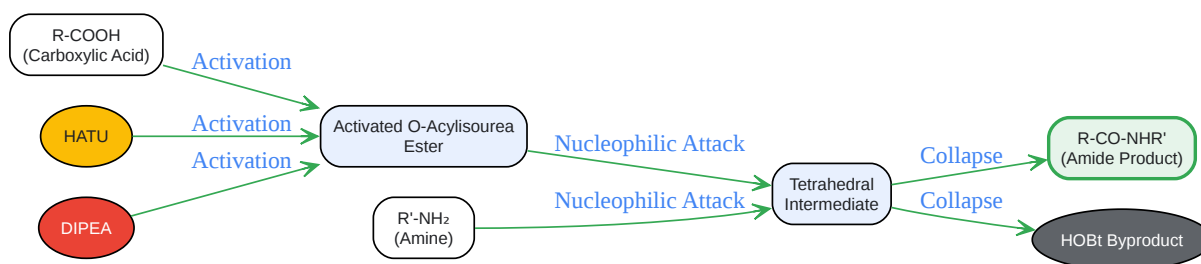 R-COOH
(Carboxylic Acid)
Activation
HATU
Activation
Activation
DIPEA
Activated O-Acylisourea
Ester
Nucleophilic Attack
R'-NH₂
(Amine)
Nucleophilic Attack
Tetrahedral
Intermediate
Collapse
Collapse
R-CO-NHR'
(Amide Product)
HOBt Byproduct